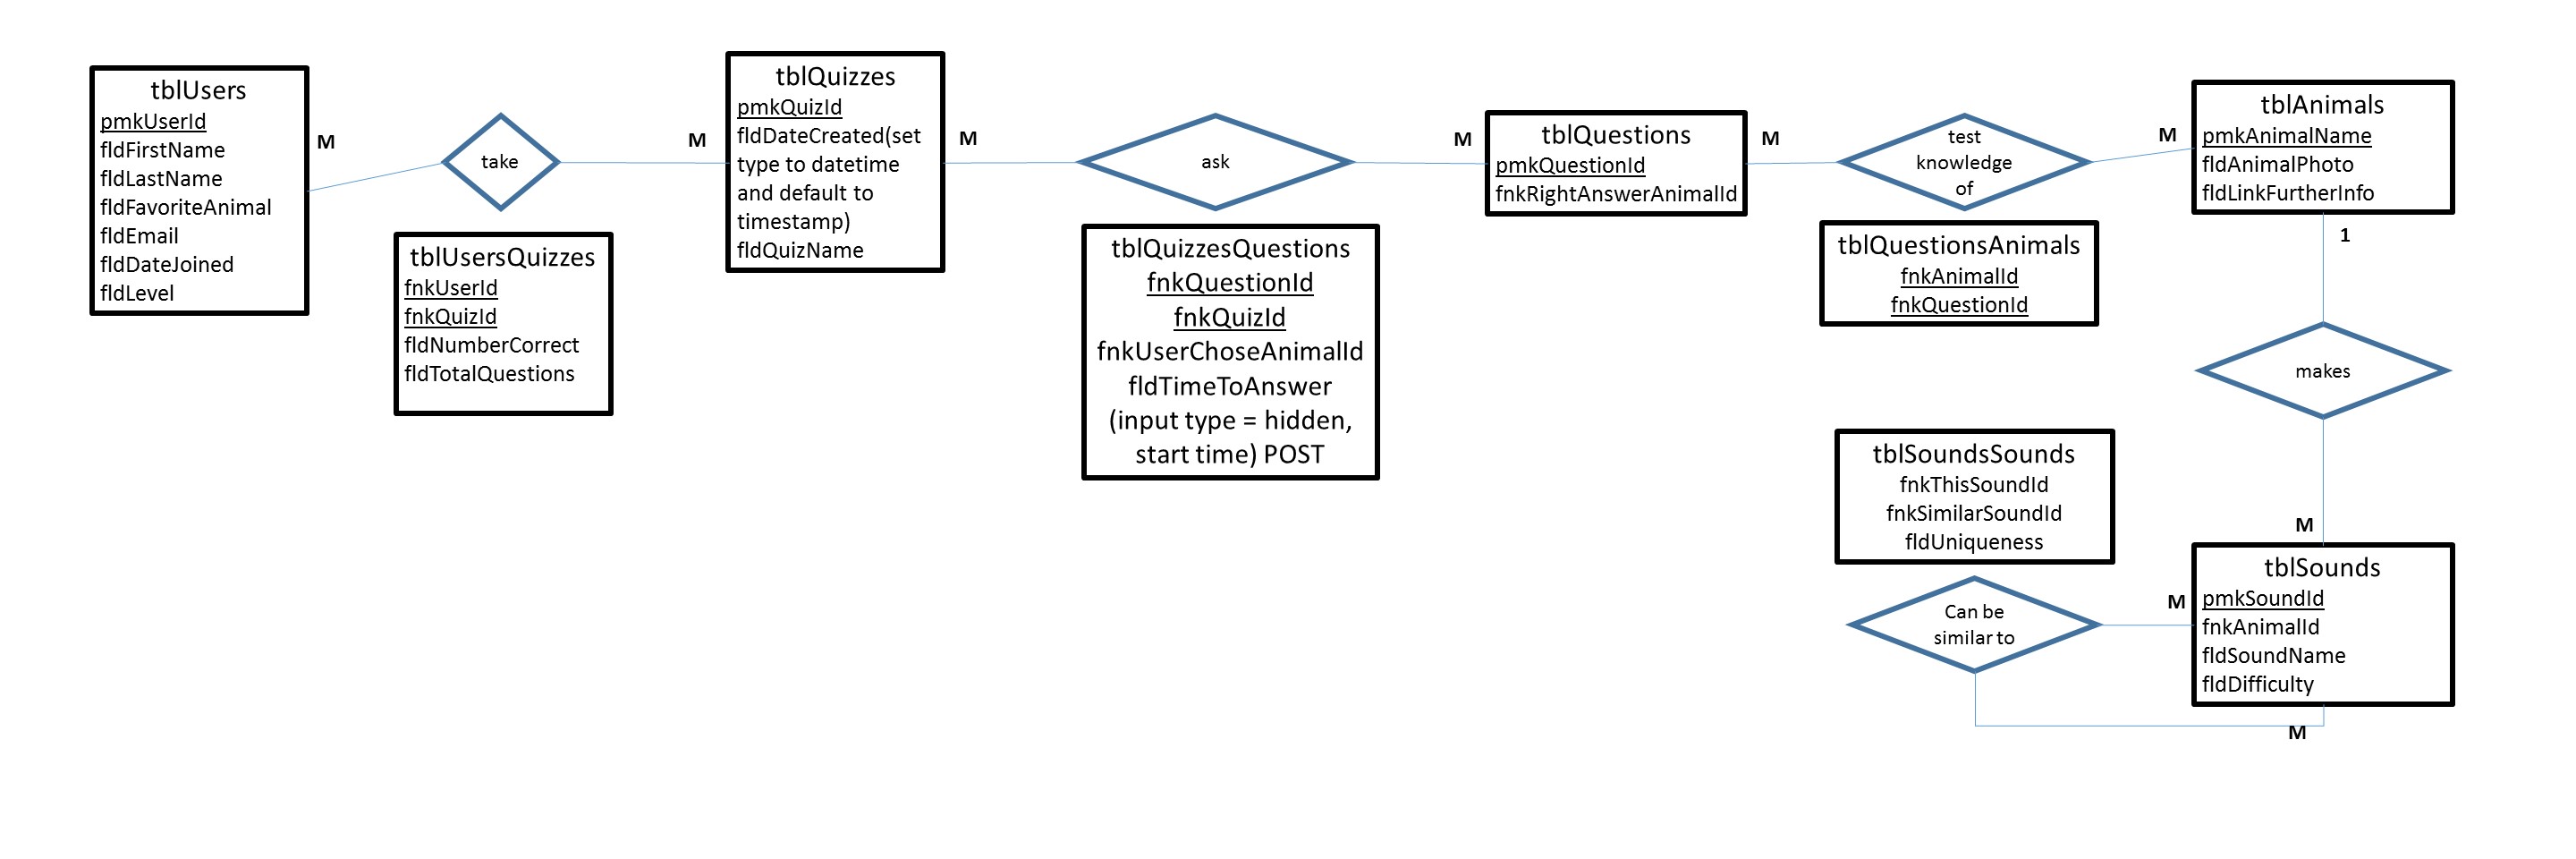 tblUsers
pmkUserId
fldFirstName
fldLastName
fldFavoriteAnimal
fldEmail
fldDateJoined
fldLevel
M
take
M
tblUsersQuizzes
fnkUserId
fnkQuizId
fldNumberCorrect
fldTotalQuestions
tblQuizzes
pmkQuizId
fldDateCreated(set
type to datetime
and default to
timestamp)
fldQuizName
M
ask
M
tblQuizzesQuestions
fnkQuestionId
fnkQuizId
fnkUserChoseAnimalId
fldTimeToAnswer
(input type = hidden,
start time) POST
tblQuestions
pmkQuestionId
fnkRightAnswerAnimalId
M
test
knowledge
of
M
tblQuestionsAnimals
fnkAnimalId
fnkQuestionId
tblAnimals
pmkAnimalName
fldAnimalPhoto
fldLinkFurtherInfo
1
makes
M
tblSoundsSounds
fnkThisSoundId
fnkSimilarSoundId
fldUniqueness
Can be
similar to
M
tblSounds
pmkSoundId
fnkAnimalId
fldSoundName
fldDifficulty
M